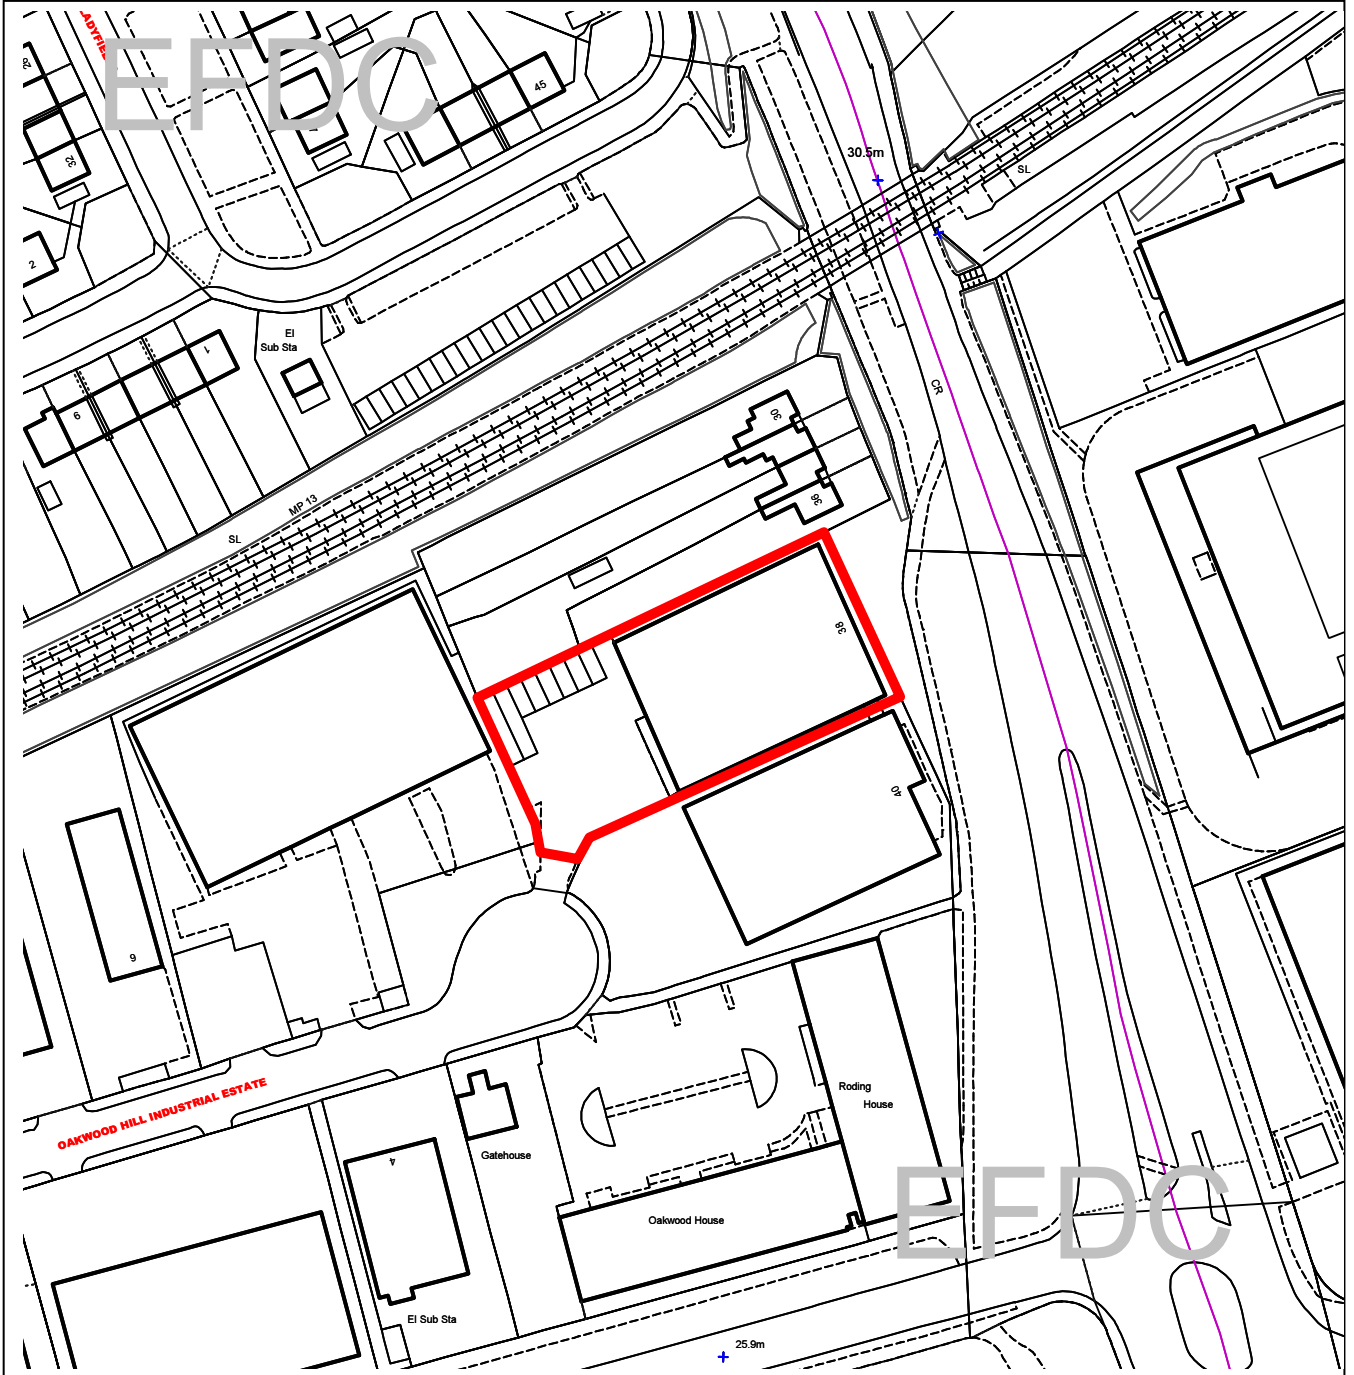 EFDC
45
32
2
30.5m
SL
El
Sub Sta
1
9
CR
30
36
MP 13
SL
38
40
6
OAKWOOD HILL INDUSTRIAL ESTATE
Roding
House
4
Gatehouse
Oakwood House
EFDC
El Sub Sta
25.9m